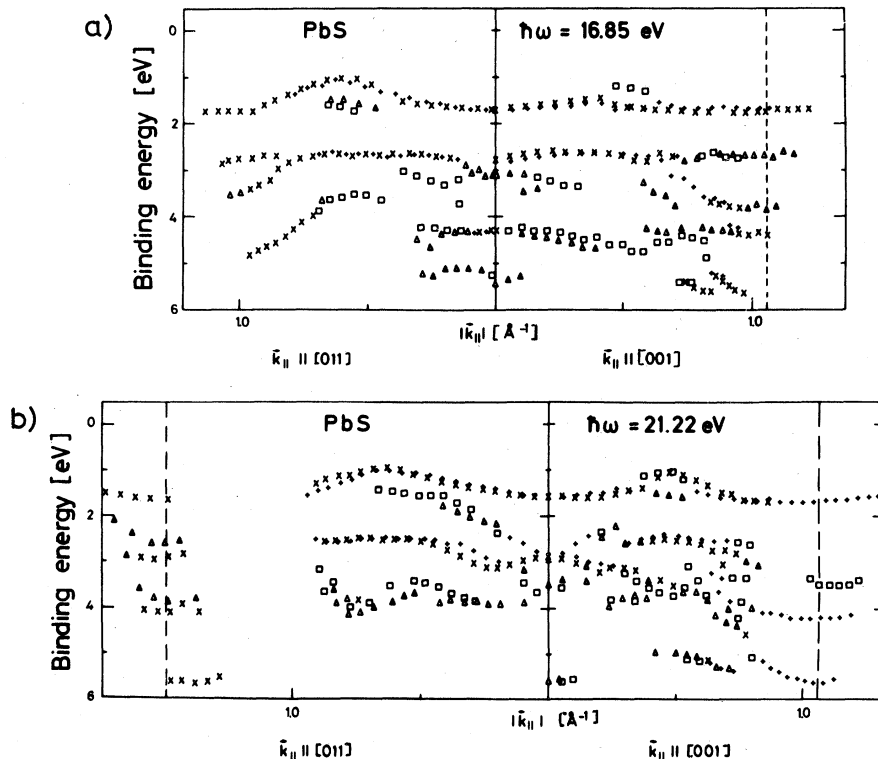 a)
PbS
ħω = 16.85 eV
Binding energy [eV]
0
2
4
6
1.0
|k̄|||[Å⁻¹]
1.0
k̄|| || [011]
k̄|| || [001]
b)
PbS
ħω = 21.22 eV
Binding energy [eV]
0
2
4
6
1.0
|k̄|||[Å⁻¹]
1.0
k̄|| || [011]
k̄|| || [001]